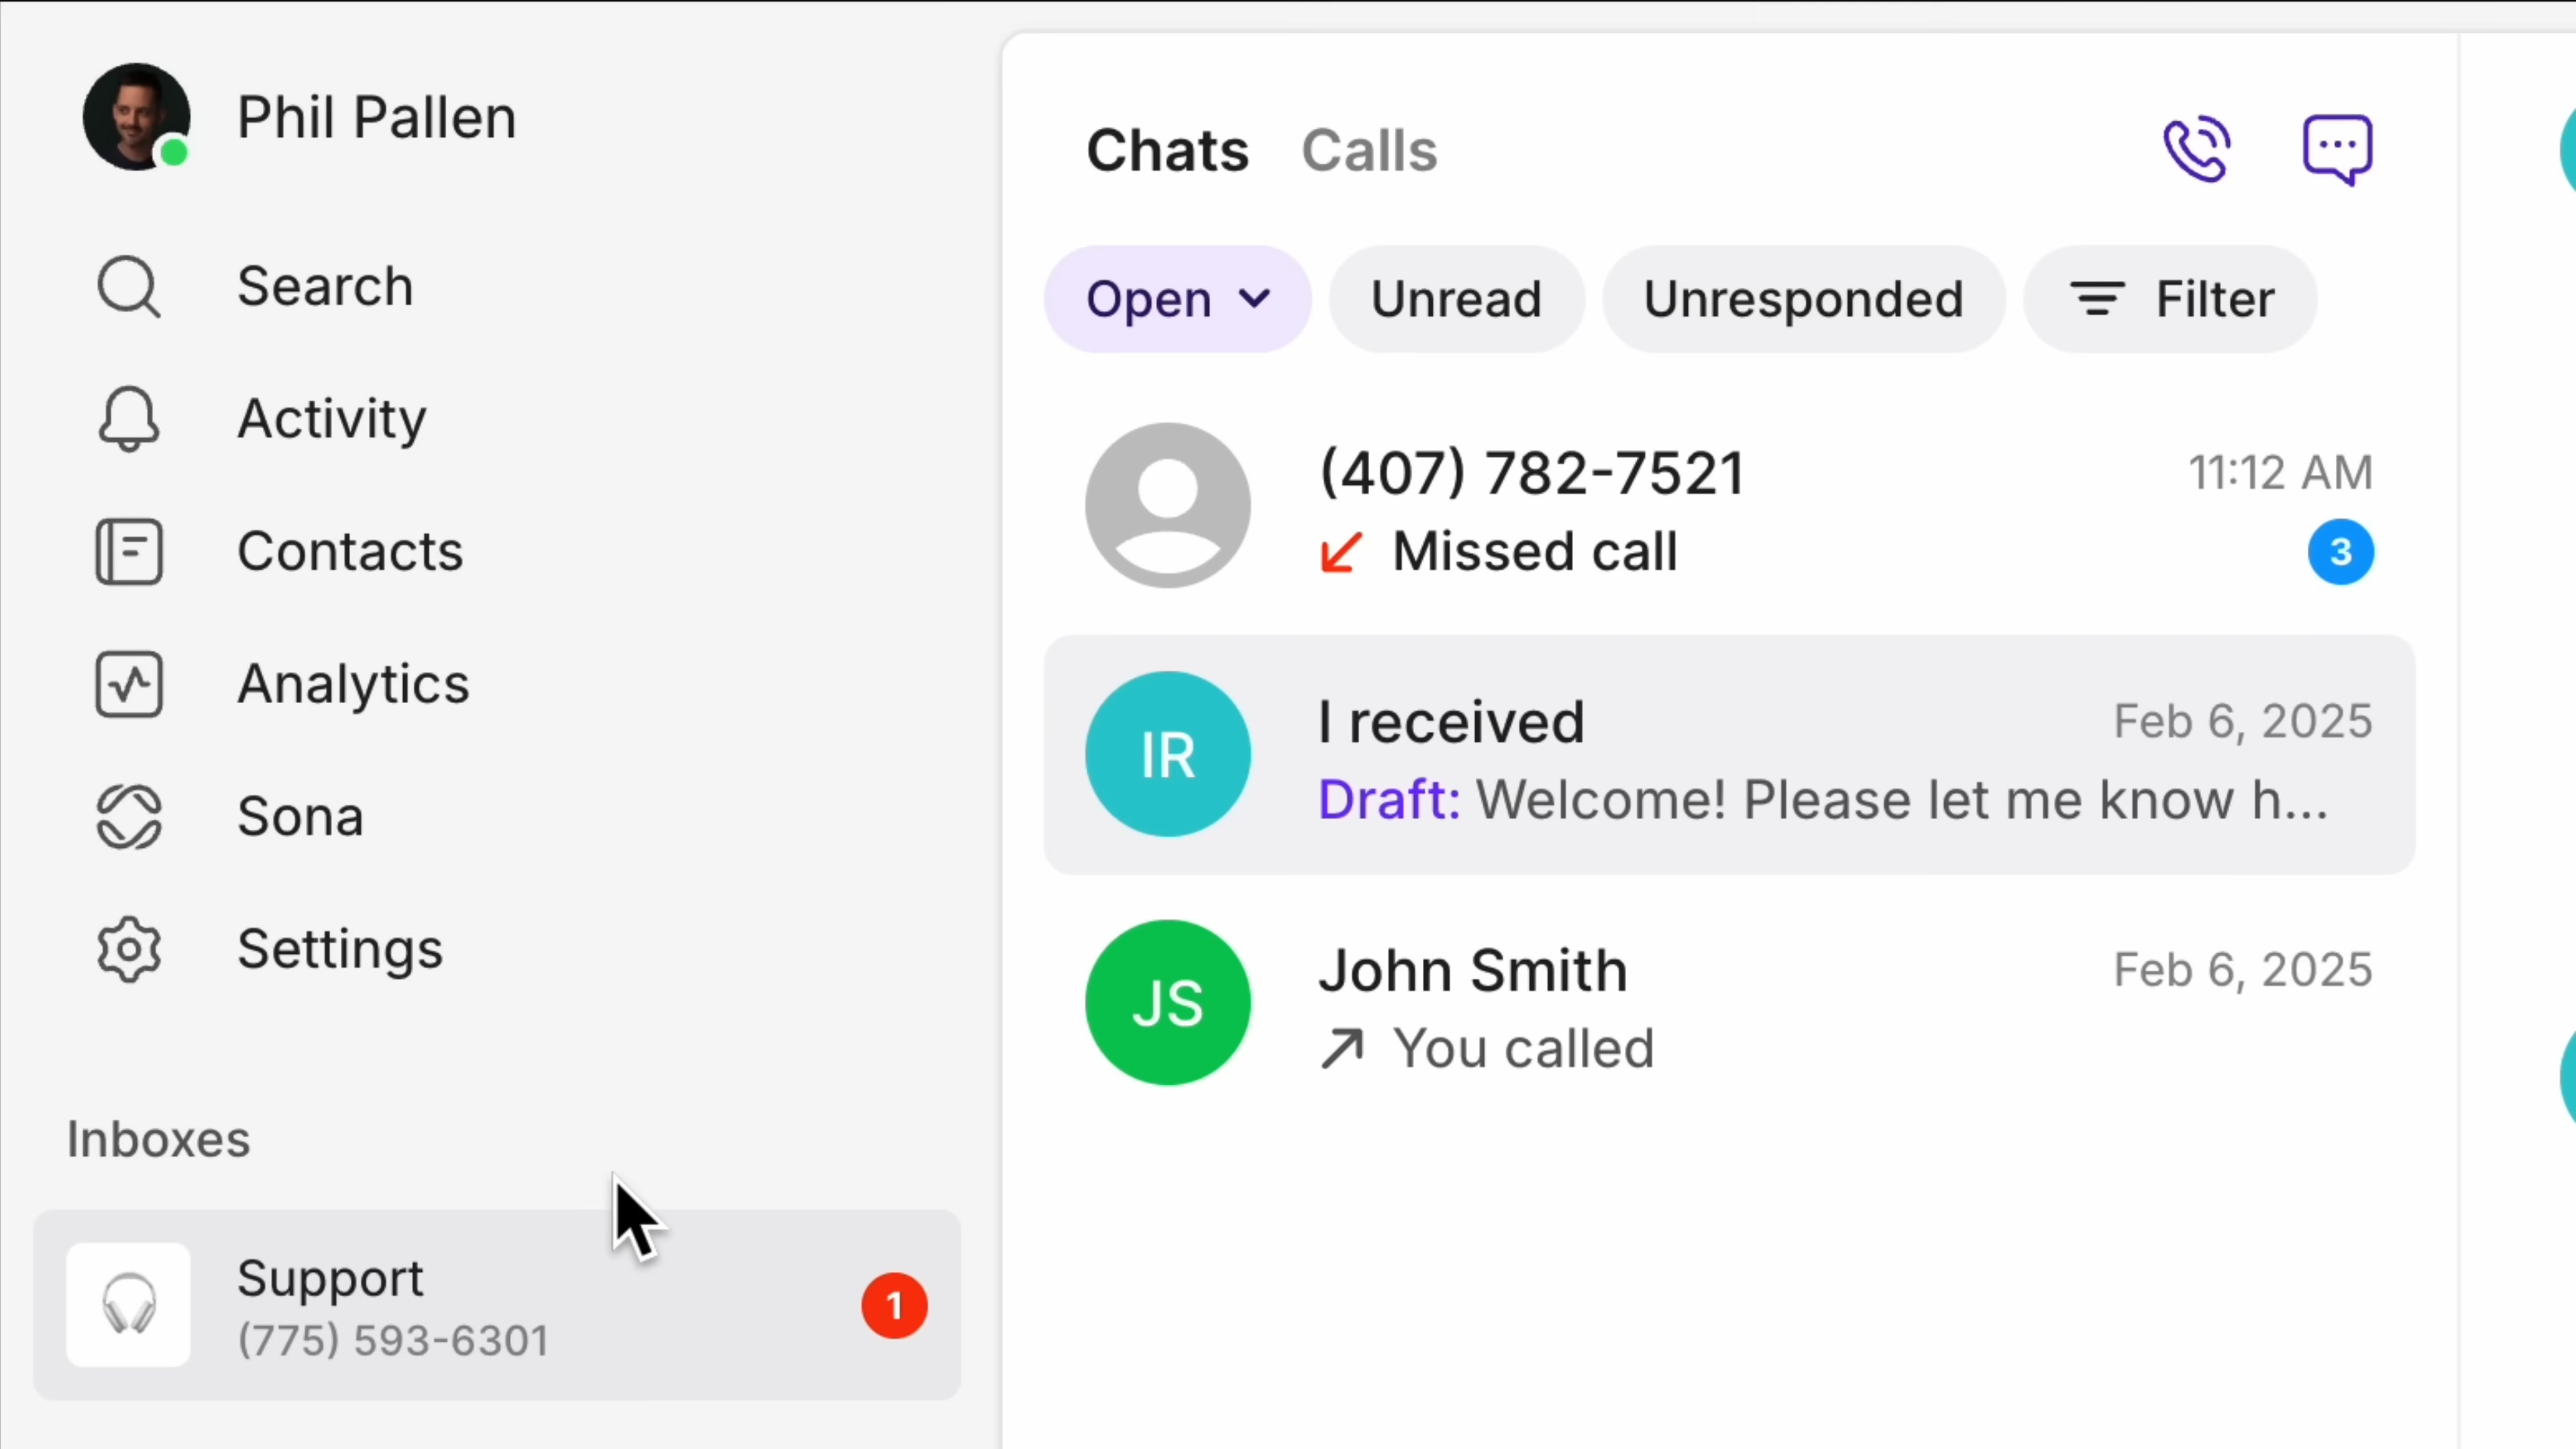 Phil Pallen
Search
Activity
Contacts
Analytics
Sona
Settings
Inboxes
Support
(775) 593-6301
1
Chats Calls
Open Unread Unresponded Filter
(407) 782-7521 11:12 AM
Missed call 3
IR
I received Feb 6, 2025
Draft: Welcome! Please let me know h...
JS
John Smith Feb 6, 2025
You called